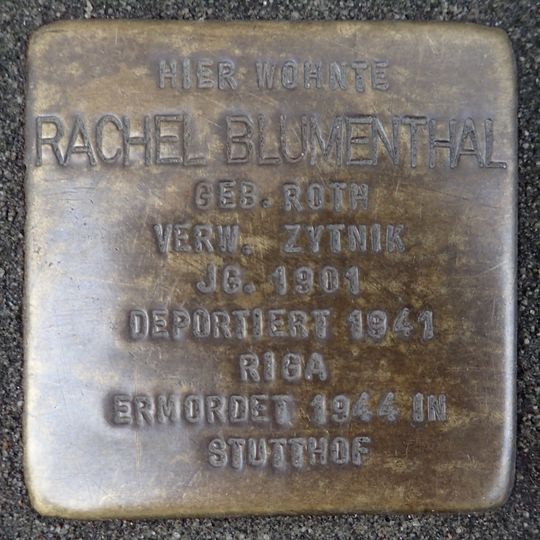 HIER WOHNTE
RACHEL BLUMENTHAL
GEB. ROTH
VERW. ZYTNIK
JG. 1901
DEPORTIERT 1941
RIGA
ERMORDET 1944 IN
STUTTHOF